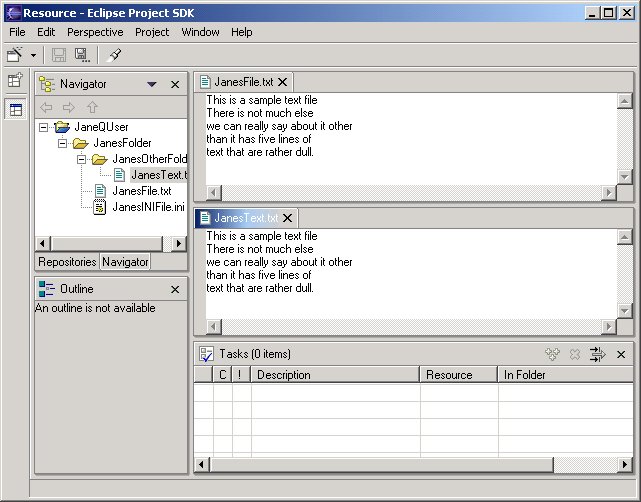 Resource - Eclipse Project SDK
File Edit Perspective Project Window Help
Navigator
JaneQUser
JanesFolder
JanesOtherFold
JanesText.t
JanesFile.txt
JanesINIFile.ini
Repositories Navigator
Outline
An outline is not available
JanesFile.txt
This is a sample text file
There is not much else
we can really say about it other
than it has five lines of
text that are rather dull.
JanesText.txt
This is a sample text file
There is not much else
we can really say about it other
than it has five lines of
text that are rather dull.
Tasks (0 items)
C ! Description Resource In Folder